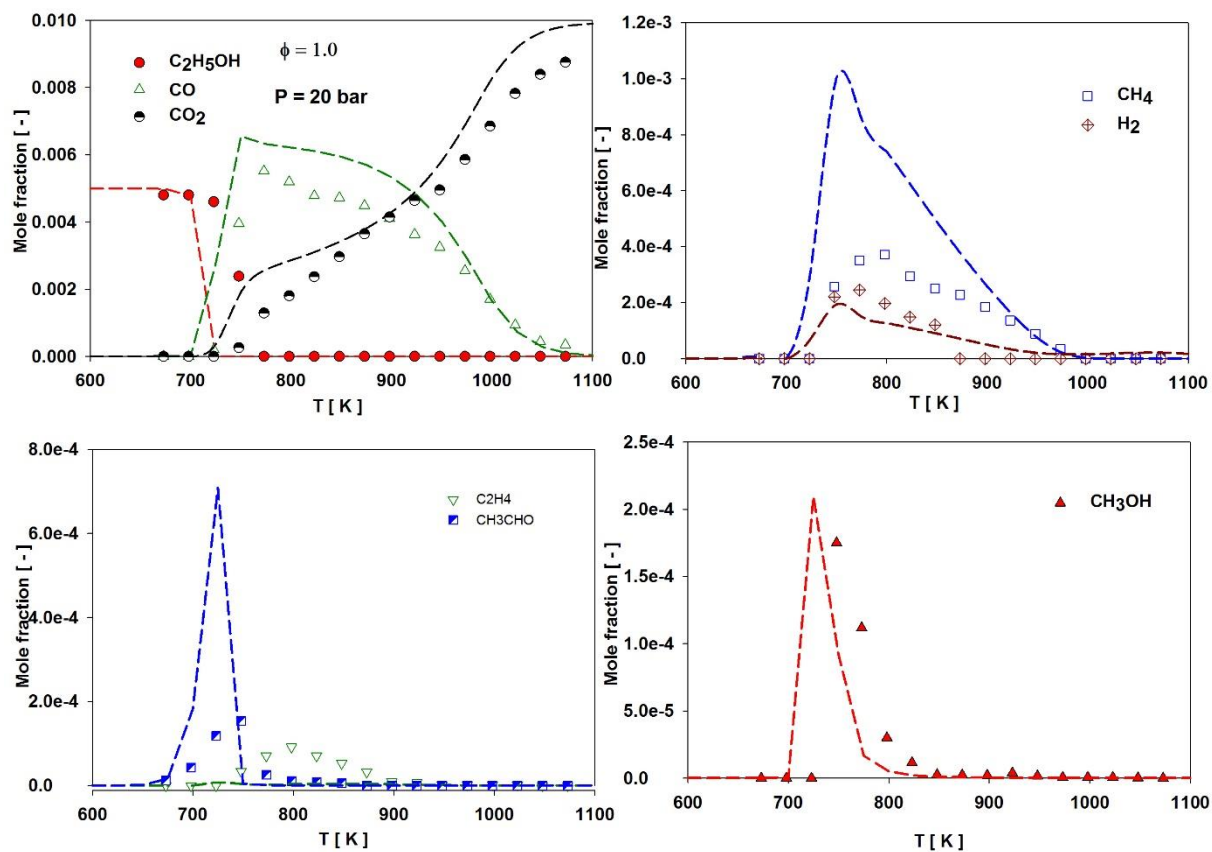 0.010
0.008
0.006
0.004
0.002
0.000
Mole fraction [ - ]
C₂H₅OH
CO
CO₂
ϕ = 1.0
P = 20 bar
600 700 800 900 1000 1100
T [ K ]
1.2e-3
1.0e-3
8.0e-4
6.0e-4
4.0e-4
2.0e-4
0.0
Mole fraction [ - ]
CH₄
H₂
600 700 800 900 1000 1100
T [ K ]
8.0e-4
6.0e-4
4.0e-4
2.0e-4
0.0
Mole fraction [ - ]
C2H4
CH3CHO
600 700 800 900 1000 1100
T [ K ]
2.5e-4
2.0e-4
1.5e-4
1.0e-4
5.0e-5
0.0
Mole fraction [ - ]
CH₃OH
600 700 800 900 1000 1100
T [ K ]